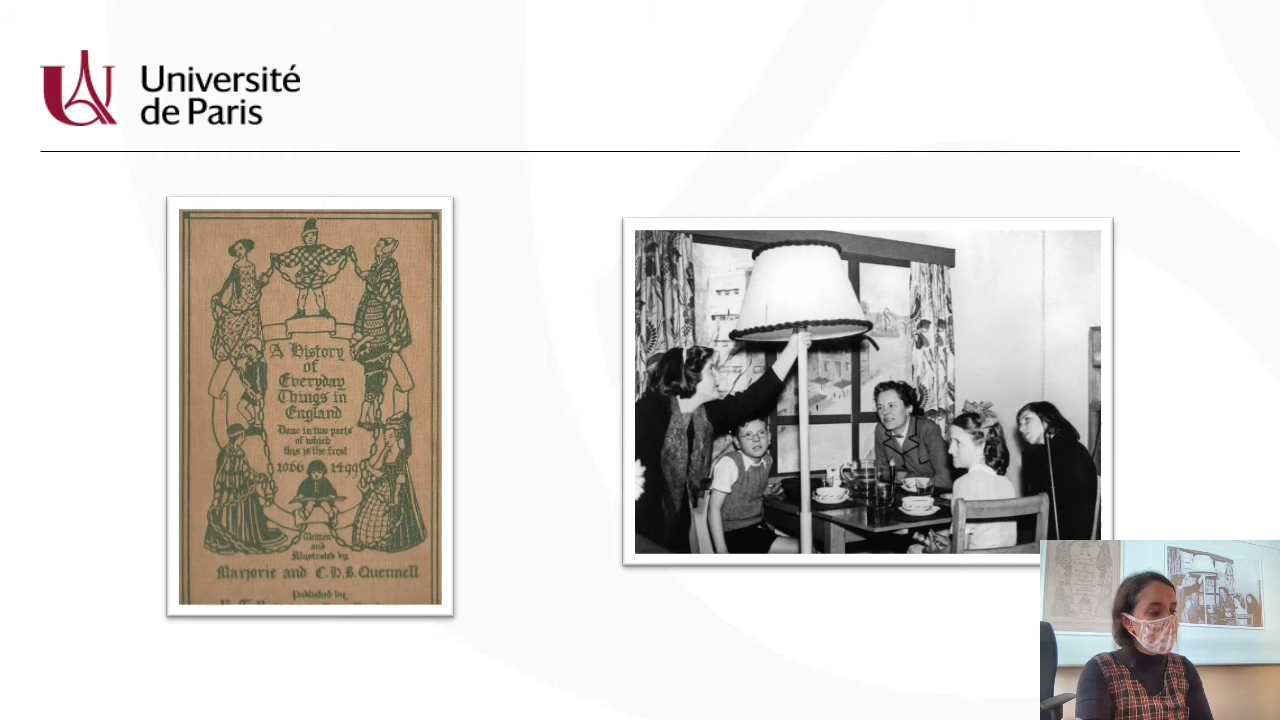 Université
de Paris
A History
of
Everyday
Things in
England
Done in two parts
of which
this is the first
1066 1499
Written
and
Illustrated by
Marjorie and C.H.B. Quennell
Published by